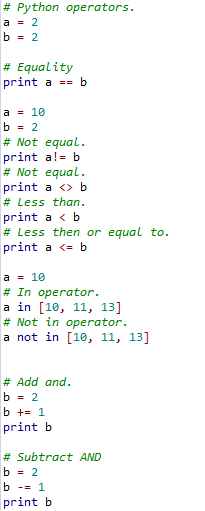 # Python operators.
a = 2
b = 2
# Equality
print a == b
a = 10
b = 2
# Not equal.
print a!= b
# Not equal.
print a <> b
# Less than.
print a < b
# Less then or equal to.
print a <= b
a = 10
# In operator.
a in [10, 11, 13]
# Not in operator.
a not in [10, 11, 13]
# Add and.
b = 2
b += 1
print b
# Subtract AND
b = 2
b -= 1
print b